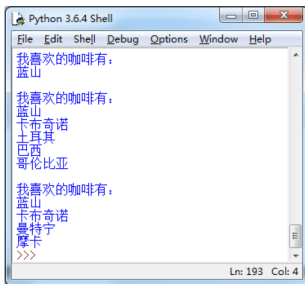 Python 3.6.4 Shell
File Edit Shell Debug Options Window Help
我喜欢的咖啡有：
蓝山
我喜欢的咖啡有：
蓝山
卡布奇诺
土耳其
巴西
哥伦比亚
我喜欢的咖啡有：
蓝山
卡布奇诺
曼特宁
摩卡
>>>
Ln: 193 Col: 4